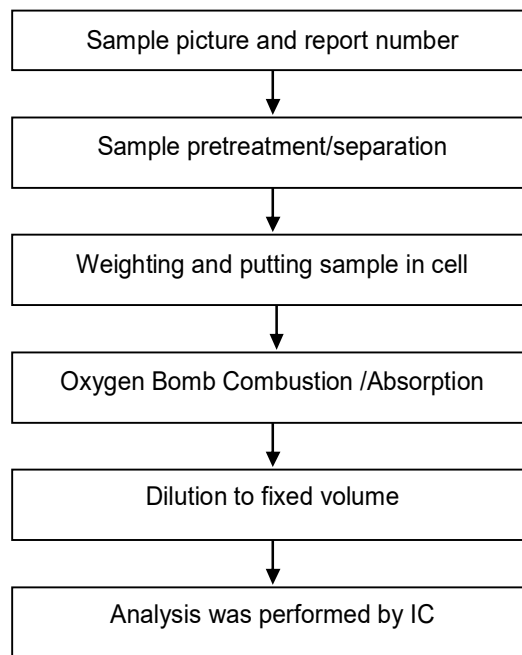 Sample picture and report number
Sample pretreatment/separation
Weighting and putting sample in cell
Oxygen Bomb Combustion /Absorption
Dilution to fixed volume
Analysis was performed by IC